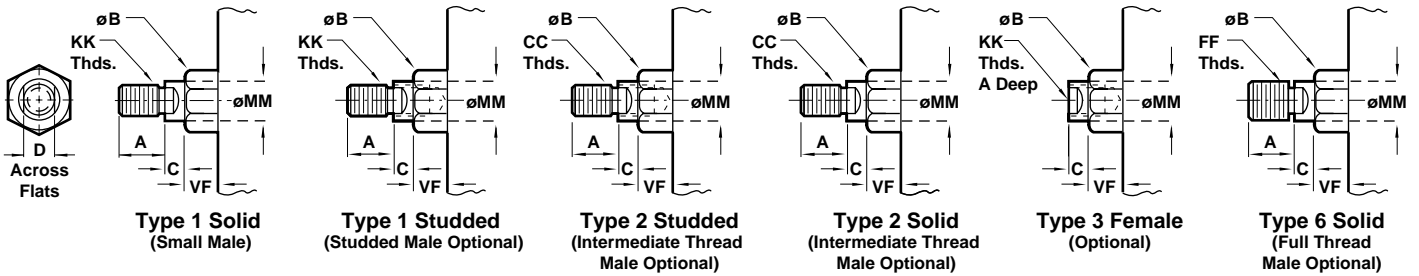 D
Across
Flats
øB
KK
Thds.
øMM
A
C
VF
Type 1 Solid
(Small Male)
øB
KK
Thds.
øMM
A
C
VF
Type 1 Studded
(Studded Male Optional)
øB
CC
Thds.
øMM
A
C
VF
Type 2 Studded
(Intermediate Thread
Male Optional)
øB
CC
Thds.
øMM
A
C
VF
Type 2 Solid
(Intermediate Thread
Male Optional)
øB
KK
Thds.
A Deep
øMM
C
VF
Type 3 Female
(Optional)
øB
FF
Thds.
øMM
A
C
VF
Type 6 Solid
(Full Thread
Male Optional)